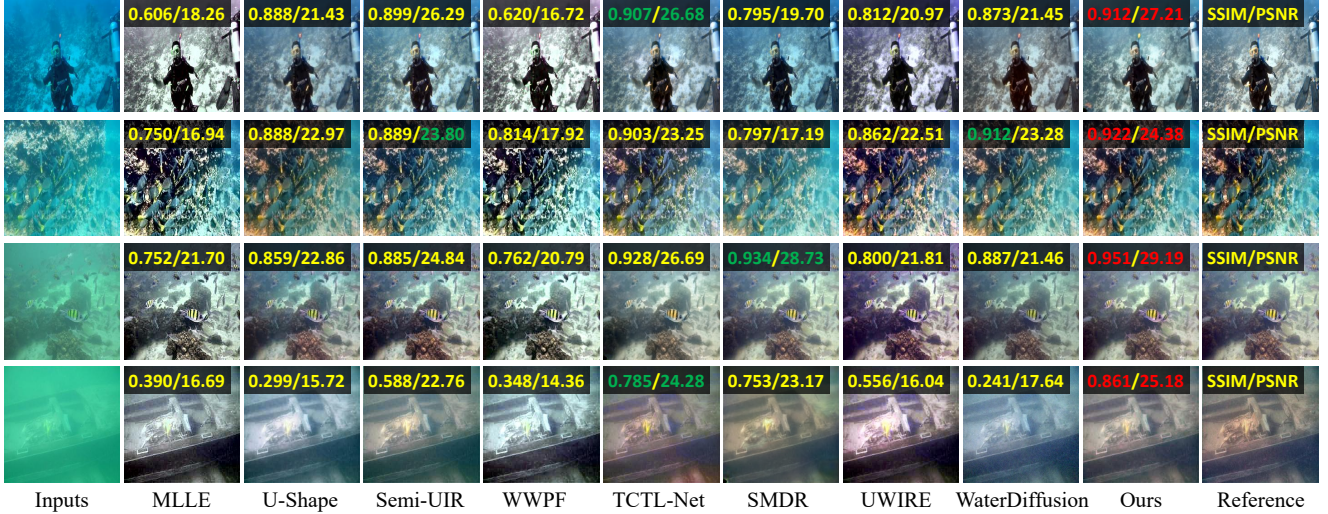 0.606/18.26 0.888/21.43 0.899/26.29 0.620/16.72 0.907/26.68 0.795/19.70 0.812/20.97 0.873/21.45 0.912/27.21 SSIM/PSNR
0.750/16.94 0.888/22.97 0.889/23.80 0.814/17.92 0.903/23.25 0.797/17.19 0.862/22.51 0.912/23.28 0.922/24.38 SSIM/PSNR
0.752/21.70 0.859/22.86 0.885/24.84 0.762/20.79 0.928/26.69 0.934/28.73 0.800/21.81 0.887/21.46 0.951/29.19 SSIM/PSNR
0.390/16.69 0.299/15.72 0.588/22.76 0.348/14.36 0.785/24.28 0.753/23.17 0.556/16.04 0.241/17.64 0.861/25.18 SSIM/PSNR
Inputs MLLE U-Shape Semi-UIR WWPF TCTL-Net SMDR UWIRE WaterDiffusion Ours Reference